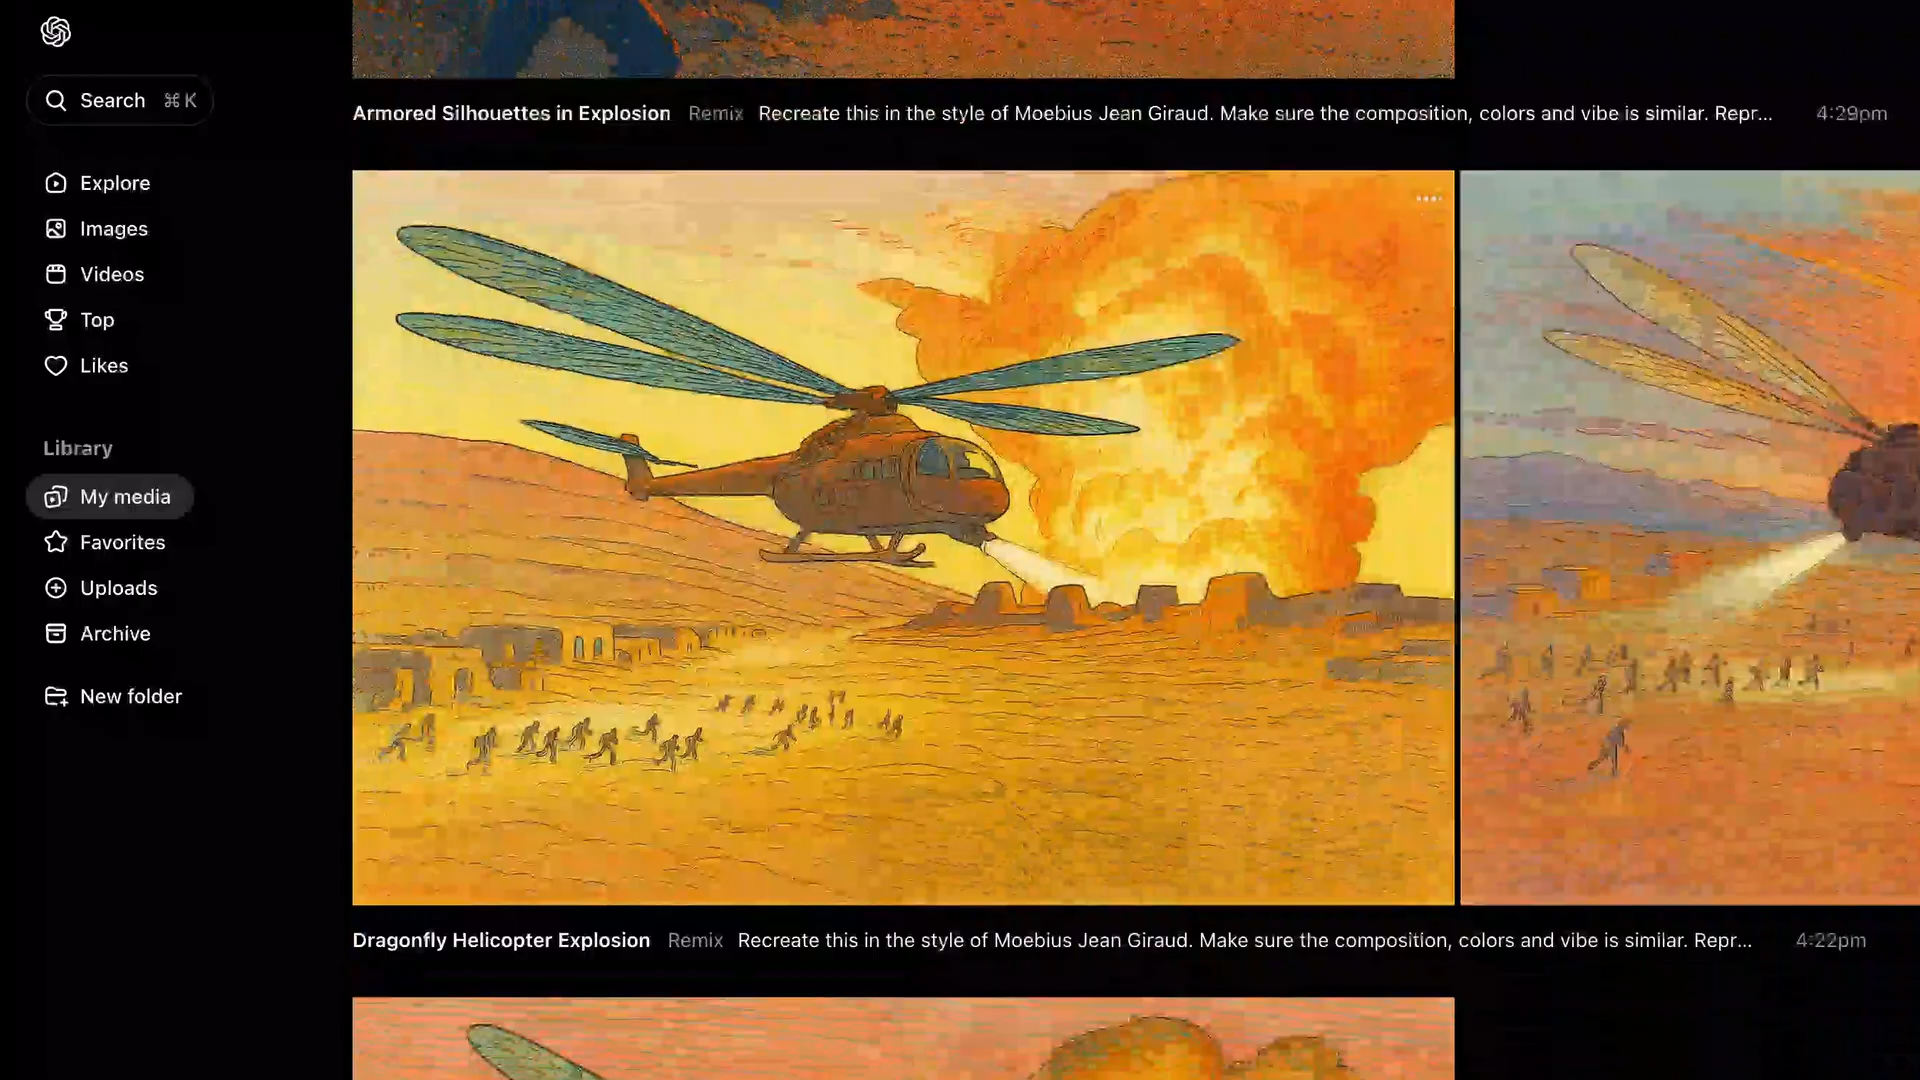 Search ⌘ K
Explore
Images
Videos
Top
Likes
Library
My media
Favorites
Uploads
Archive
New folder
Armored Silhouettes in Explosion Remix Recreate this in the style of Moebius Jean Giraud. Make sure the composition, colors and vibe is similar. Repr... 4:29pm
Dragonfly Helicopter Explosion Remix Recreate this in the style of Moebius Jean Giraud. Make sure the composition, colors and vibe is similar. Repr... 4:22pm